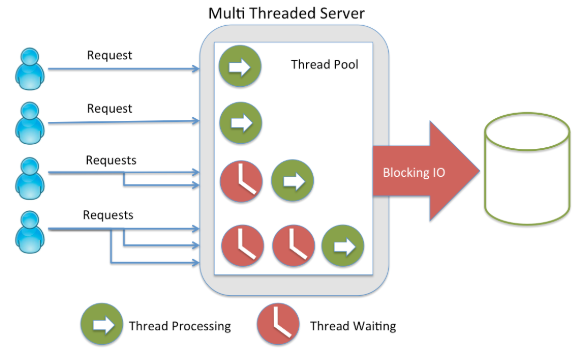 Multi Threaded Server
Request
Thread Pool
Request
Requests
Blocking IO
Requests
Thread Processing
Thread Waiting